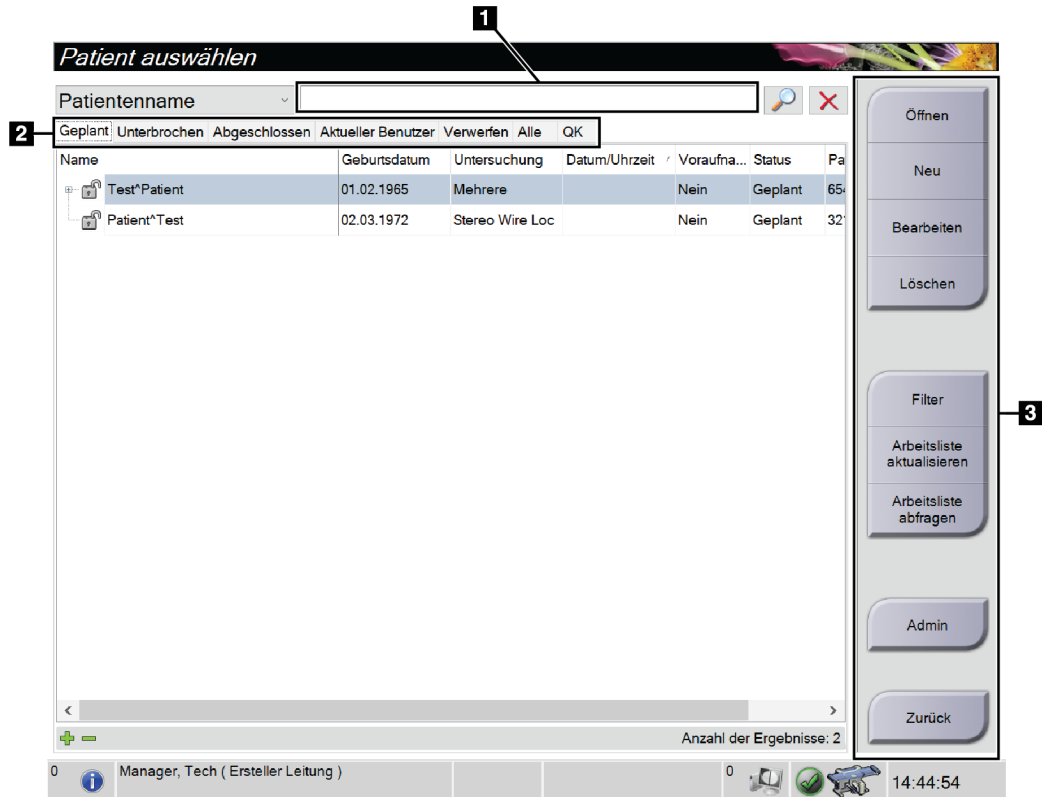 1
Patient auswählen
Patientenname
Öffnen
2
Geplant Unterbrochen Abgeschlossen Aktueller Benutzer Verwerfen Alle QK
Name Geburtsdatum Untersuchung Datum/Uhrzeit Voraufna... Status Pa
Neu
Test^Patient 01.02.1965 Mehrere Nein Geplant 654
Patient^Test 02.03.1972 Stereo Wire Loc Nein Geplant 321
Bearbeiten
Löschen
Filter
3
Arbeitsliste
aktualisieren
Arbeitsliste
abfragen
Admin
Zurück
Anzahl der Ergebnisse: 2
0 Manager, Tech ( Ersteller Leitung ) 0 14:44:54